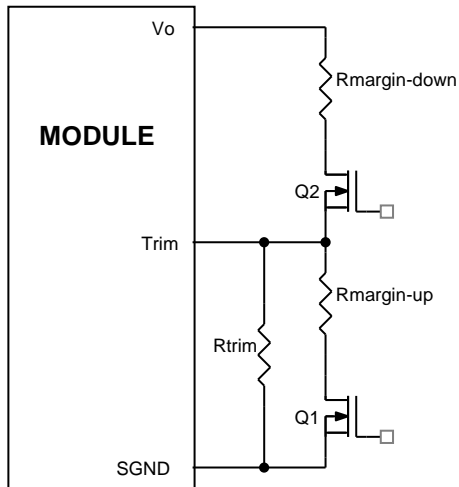 Vo
Rmargin-down
MODULE
Q2
Trim
Rmargin-up
Rtrim
Q1
SGND